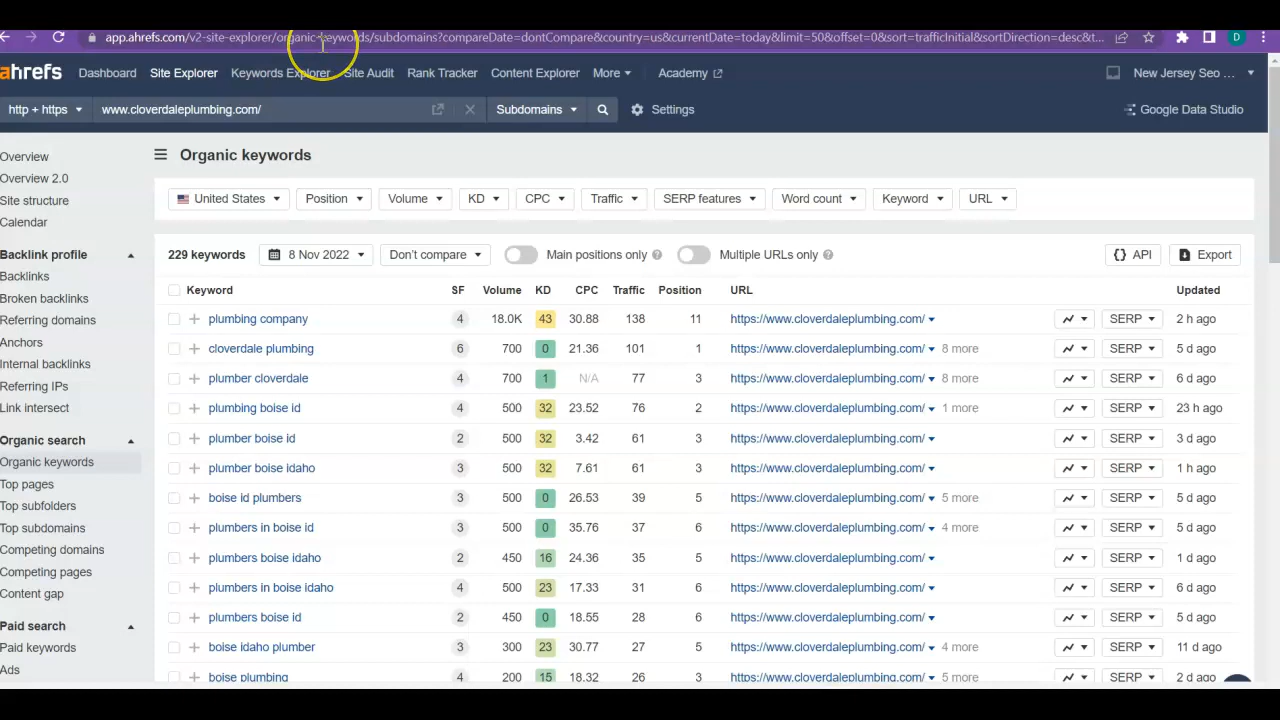 app.ahrefs.com/v2-site-explorer/organic-keywords/subdomains?compareDate=dontCompare&country=us&currentDate=today&limit=50&offset=0&sort=trafficInitial&sortDirection=desc&t...
D
ahrefs Dashboard Site Explorer Keywords Explorer Site Audit Rank Tracker Content Explorer More Academy New Jersey Seo ...
http + https www.cloverdaleplumbing.com/ Subdomains Settings Google Data Studio
Overview
Overview 2.0
Site structure
Calendar
Backlink profile
Backlinks
Broken backlinks
Referring domains
Anchors
Internal backlinks
Referring IPs
Link intersect
Organic search
Organic keywords
Top pages
Top subfolders
Top subdomains
Competing domains
Competing pages
Content gap
Paid search
Paid keywords
Ads
Organic keywords
United States Position Volume KD CPC Traffic SERP features Word count Keyword URL
229 keywords 8 Nov 2022 Don't compare Main positions only ? Multiple URLs only ? {} API Export
Keyword SF Volume KD CPC Traffic Position URL Updated
plumbing company 4 18.0K 43 30.88 138 11 https://www.cloverdaleplumbing.com/ SERP 2 h ago
cloverdale plumbing 6 700 0 21.36 101 1 https://www.cloverdaleplumbing.com/ 8 more SERP 5 d ago
plumber cloverdale 4 700 1 N/A 77 3 https://www.cloverdaleplumbing.com/ 8 more SERP 6 d ago
plumbing boise id 4 500 32 23.52 76 2 https://www.cloverdaleplumbing.com/ 1 more SERP 23 h ago
plumber boise id 2 500 32 3.42 61 3 https://www.cloverdaleplumbing.com/ SERP 3 d ago
plumber boise idaho 3 500 32 7.61 61 3 https://www.cloverdaleplumbing.com/ SERP 1 h ago
boise id plumbers 3 500 0 26.53 39 5 https://www.cloverdaleplumbing.com/ 5 more SERP 5 d ago
plumbers in boise id 3 500 0 35.76 37 6 https://www.cloverdaleplumbing.com/ 4 more SERP 5 d ago
plumbers boise idaho 2 450 16 24.36 35 5 https://www.cloverdaleplumbing.com/ SERP 1 d ago
plumbers in boise idaho 4 500 23 17.33 31 6 https://www.cloverdaleplumbing.com/ SERP 6 d ago
plumbers boise id 4 450 0 18.55 28 6 https://www.cloverdaleplumbing.com/ SERP 5 d ago
boise idaho plumber 3 300 23 30.77 27 5 https://www.cloverdaleplumbing.com/ 4 more SERP 11 d ago
boise plumbing 4 200 15 18.32 26 3 https://www.cloverdaleplumbing.com/ 5 more SERP 2 d ago